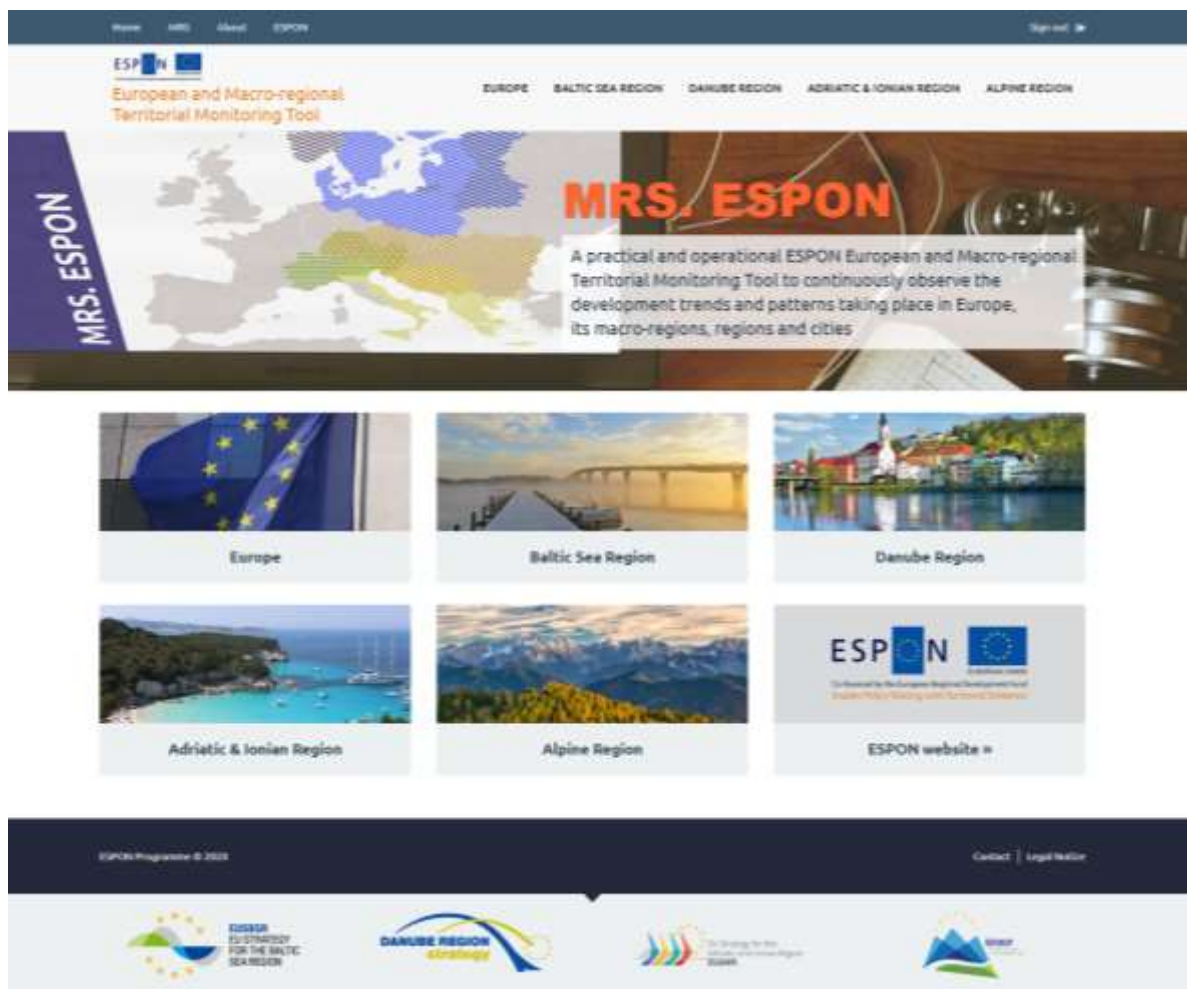 Home MRS About ESPON Sign out
ESPON
European and Macro-regional
Territorial Monitoring Tool
EUROPE BALTIC SEA REGION DANUBE REGION ADRIATIC & IONIAN REGION ALPINE REGION
MRS. ESPON
MRS. ESPON
A practical and operational ESPON European and Macro-regional
Territorial Monitoring Tool to continuously observe the
development trends and patterns taking place in Europe,
its macro-regions, regions and cities
Europe Baltic Sea Region Danube Region
ESPON
Adriatic & Ionian Region Alpine Region ESPON website »
ESPON Programme © 2020 Contact | Legal Notice
EUSBSR
EU STRATEGY
FOR THE BALTIC
SEA REGION
DANUBE REGION
strategy